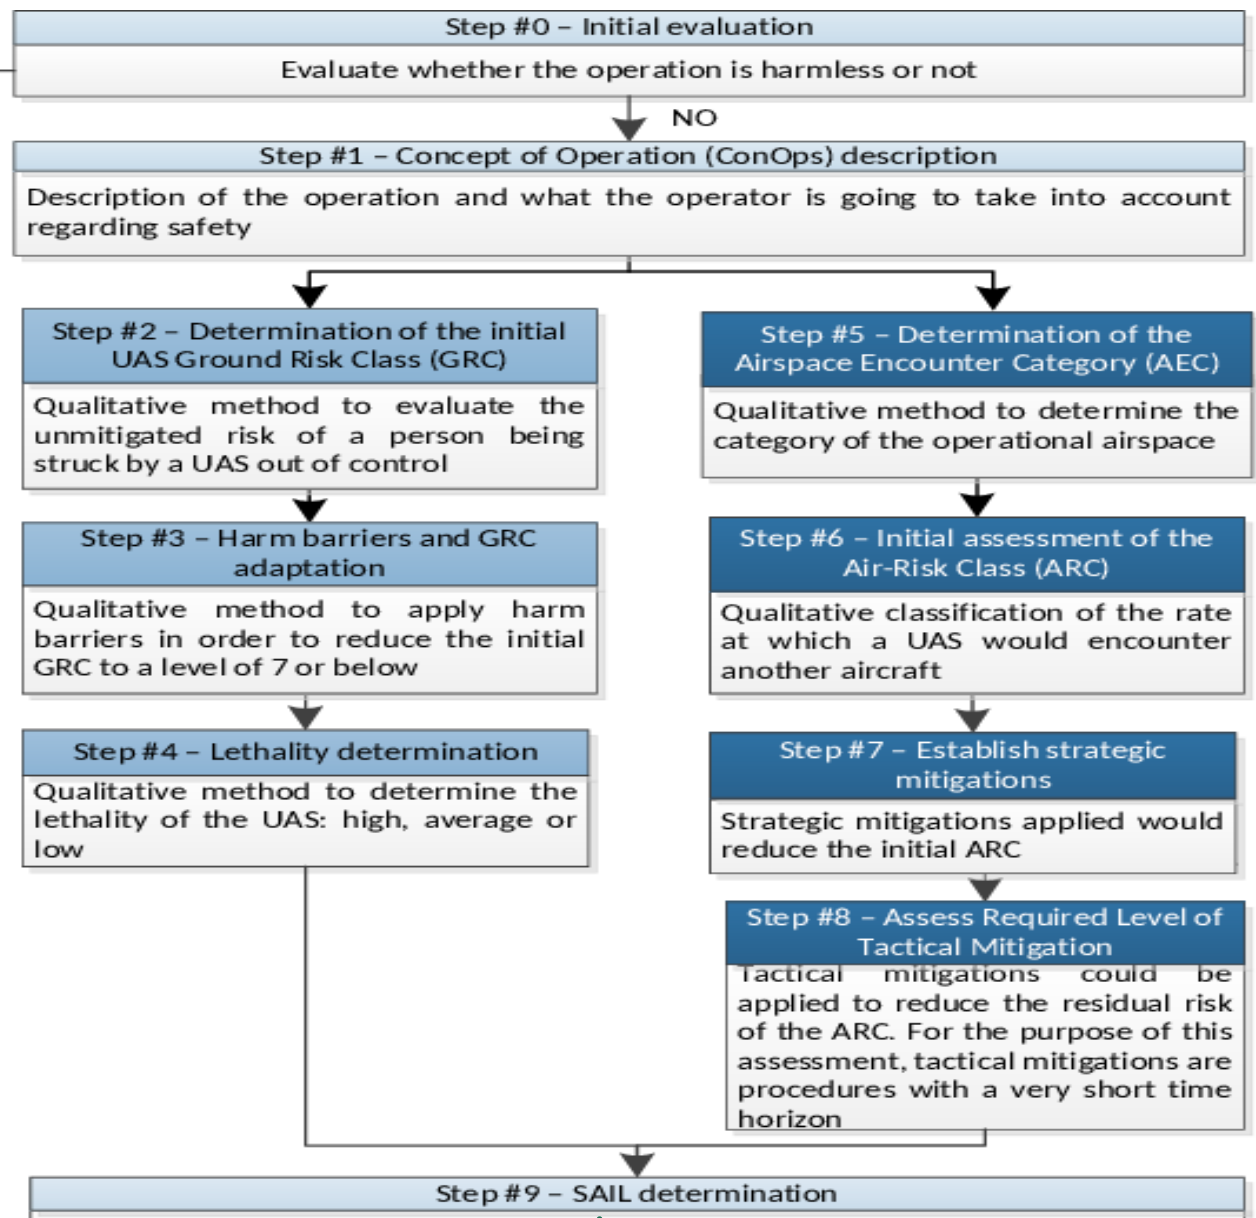 Step #0 – Initial evaluation
Evaluate whether the operation is harmless or not
NO
Step #1 – Concept of Operation (ConOps) description
Description of the operation and what the operator is going to take into account
regarding safety
Step #2 – Determination of the initial
UAS Ground Risk Class (GRC)
Qualitative method to evaluate the
unmitigated risk of a person being
struck by a UAS out of control
Step #3 – Harm barriers and GRC
adaptation
Qualitative method to apply harm
barriers in order to reduce the initial
GRC to a level of 7 or below
Step #4 – Lethality determination
Qualitative method to determine the
lethality of the UAS: high, average or
low
Step #5 – Determination of the
Airspace Encounter Category (AEC)
Qualitative method to determine the
category of the operational airspace
Step #6 – Initial assessment of the
Air-Risk Class (ARC)
Qualitative classification of the rate
at which a UAS would encounter
another aircraft
Step #7 – Establish strategic
mitigations
Strategic mitigations applied would
reduce the initial ARC
Step #8 – Assess Required Level of
Tactical Mitigation
Tactical mitigations could be
applied to reduce the residual risk
of the ARC. For the purpose of this
assessment, tactical mitigations are
procedures with a very short time
horizon
Step #9 – SAIL determination